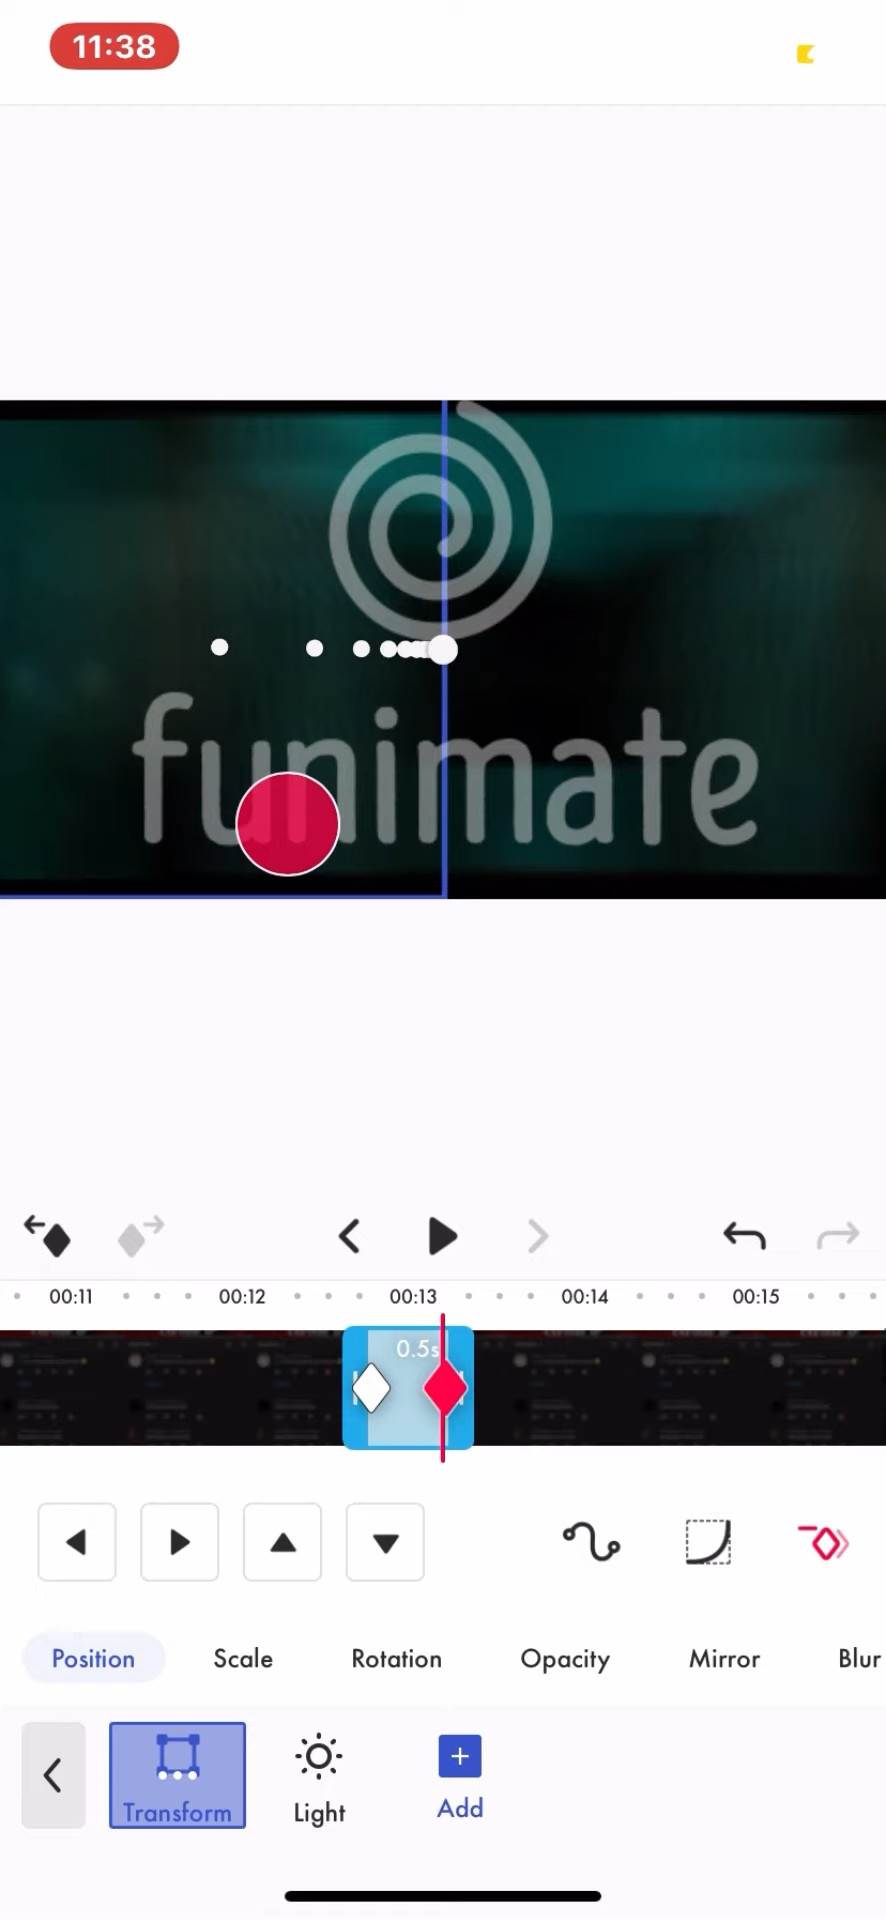 11:38
funimate
00:11 00:12 00:13 00:14 00:15
0.5s
Position Scale Rotation Opacity Mirror Blur
Transform Light Add